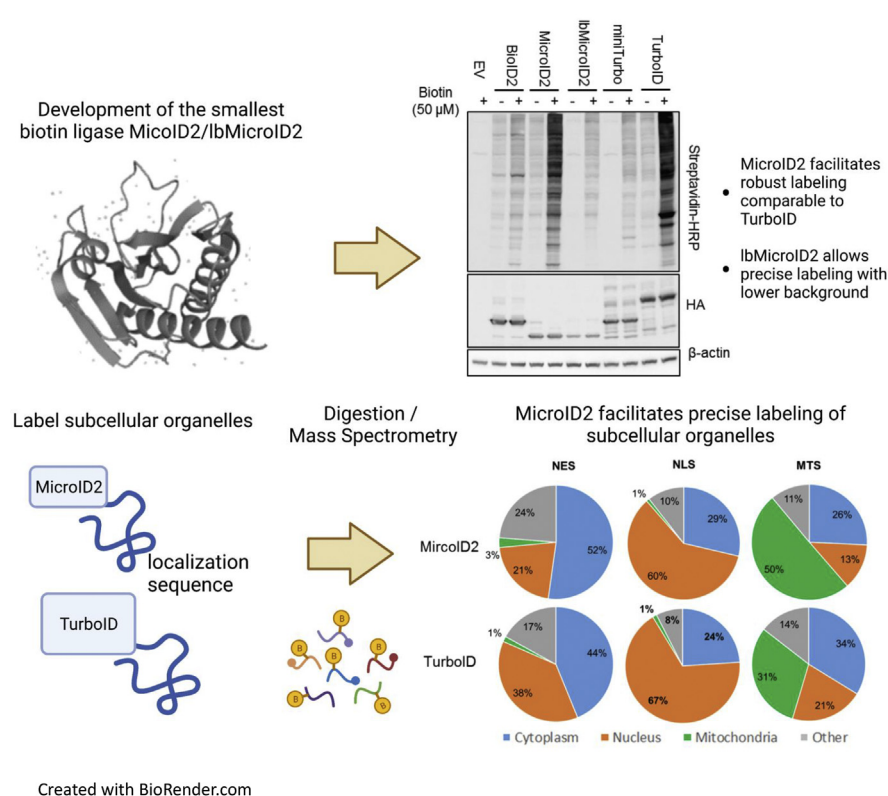 Development of the smallest
biotin ligase MicoID2/lbMicroID2
EV
BioID2
MicroID2
lbMicroID2
miniTurbo
TurboID
Biotin
(50 µM)
+ - + - + - + - + - +
Streptavidin-HRP
HA
β-actin
• MicroID2 facilitates
robust labeling
comparable to
TurboID
• lbMicroID2 allows
precise labeling with
lower background
Label subcellular organelles
MicroID2
localization
sequence
TurboID
Digestion /
Mass Spectrometry
B
B
B
B
B
B
MicroID2 facilitates precise labeling of
subcellular organelles
NES NLS MTS
MircoID2
24% 52% 21% 3%
1% 10% 29% 60%
11% 26% 13% 50%
TurboID
17% 44% 38% 1%
1% 8% 24% 67%
14% 34% 21% 31%
Cytoplasm Nucleus Mitochondria Other
Created with BioRender.com